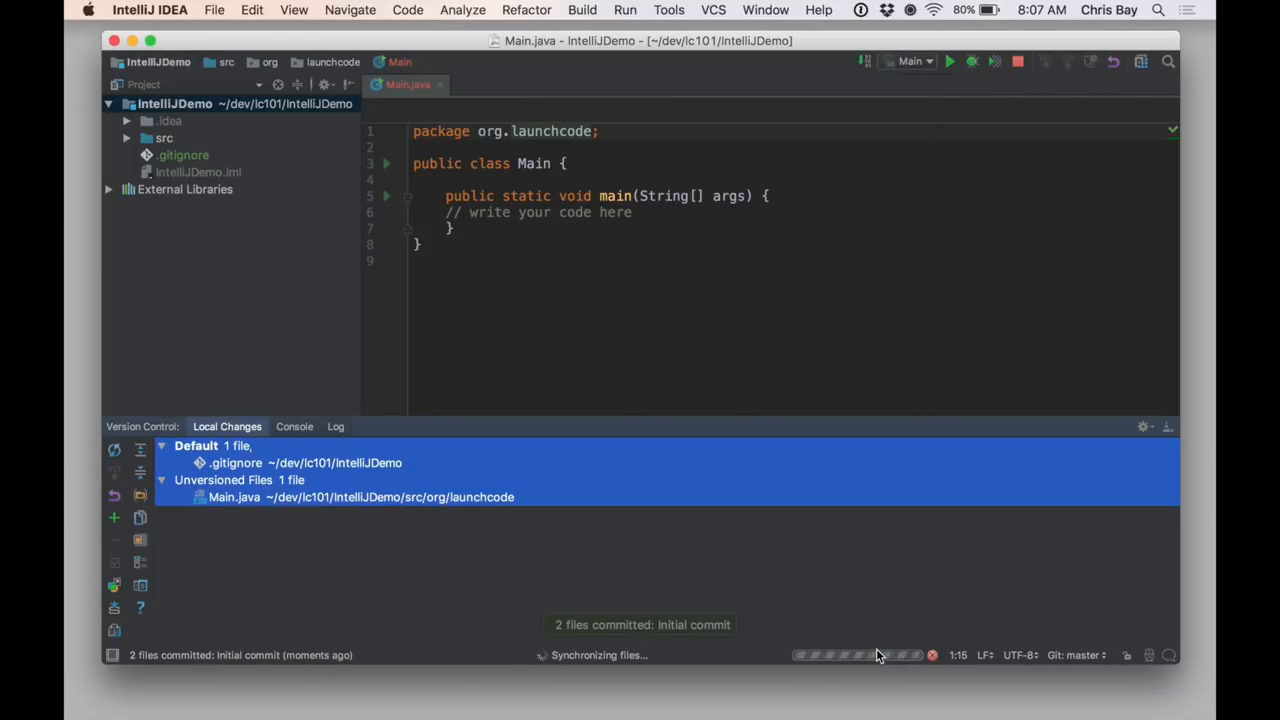 IntelliJ IDEA File Edit View Navigate Code Analyze Refactor Build Run Tools VCS Window Help 80% 8:07 AM Chris Bay
Main.java - IntelliJDemo - [~/dev/lc101/IntelliJDemo]
IntelliJDemo src org launchcode Main Main
Project Main.java
IntelliJDemo ~/dev/lc101/IntelliJDemo
.idea
src
.gitignore
IntelliJDemo.iml
External Libraries
1 package org.launchcode;
2
3 public class Main {
4
5 public static void main(String[] args) {
6 // write your code here
7 }
8 }
9
Version Control: Local Changes Console Log
Default 1 file,
.gitignore ~/dev/lc101/IntelliJDemo
Unversioned Files 1 file
Main.java ~/dev/lc101/IntelliJDemo/src/org/launchcode
2 files committed: Initial commit
2 files committed: Initial commit (moments ago) Synchronizing files... 1:15 LF UTF-8 Git: master